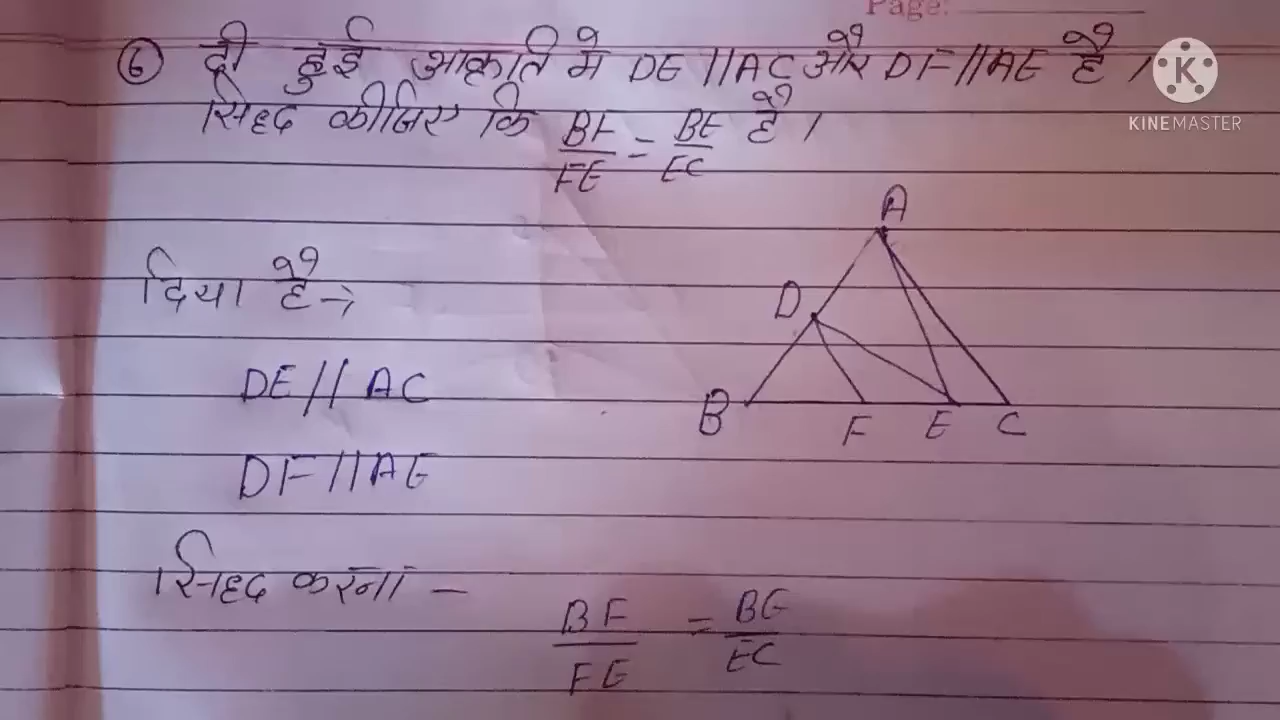 Page:
⑥ दी हुई आकृति मे DE // AC और DF // AE है ।
सिद्ध कीजिए कि BF/FE = BE/EC है ।
K
KINEMASTER
A
D
B F E C
दिया है →
DE // AC
DF // AE
सिद्ध करना —
BF/FE = BE/EC